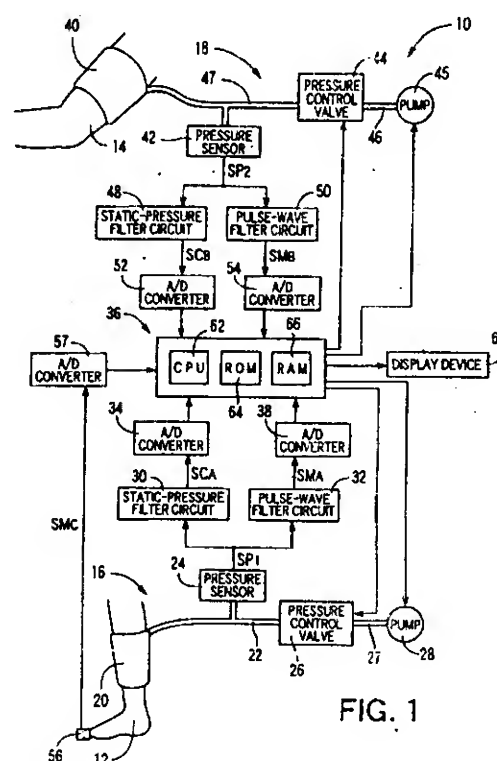 40
18
44
10
47
PRESSURE
CONTROL
VALVE
45
PUMP
46
14
42
PRESSURE
SENSOR
SP2
48
50
STATIC-PRESSURE
FILTER CIRCUIT
PULSE-WAVE
FILTER CIRCUIT
SCB
SMB
52
54
A/D
CONVERTER
A/D
CONVERTER
36
62
66
57
A/D
CONVERTER
CPU
ROM
RAM
DISPLAY DEVICE
64
34
38
A/D
CONVERTER
A/D
CONVERTER
30
SCA
SMA
32
STATIC-PRESSURE
FILTER CIRCUIT
PULSE-WAVE
FILTER CIRCUIT
SMC
SP1
24
16
PRESSURE
SENSOR
PRESSURE
CONTROL
VALVE
PUMP
22
27
28
20
26
56
12
FIG. 1